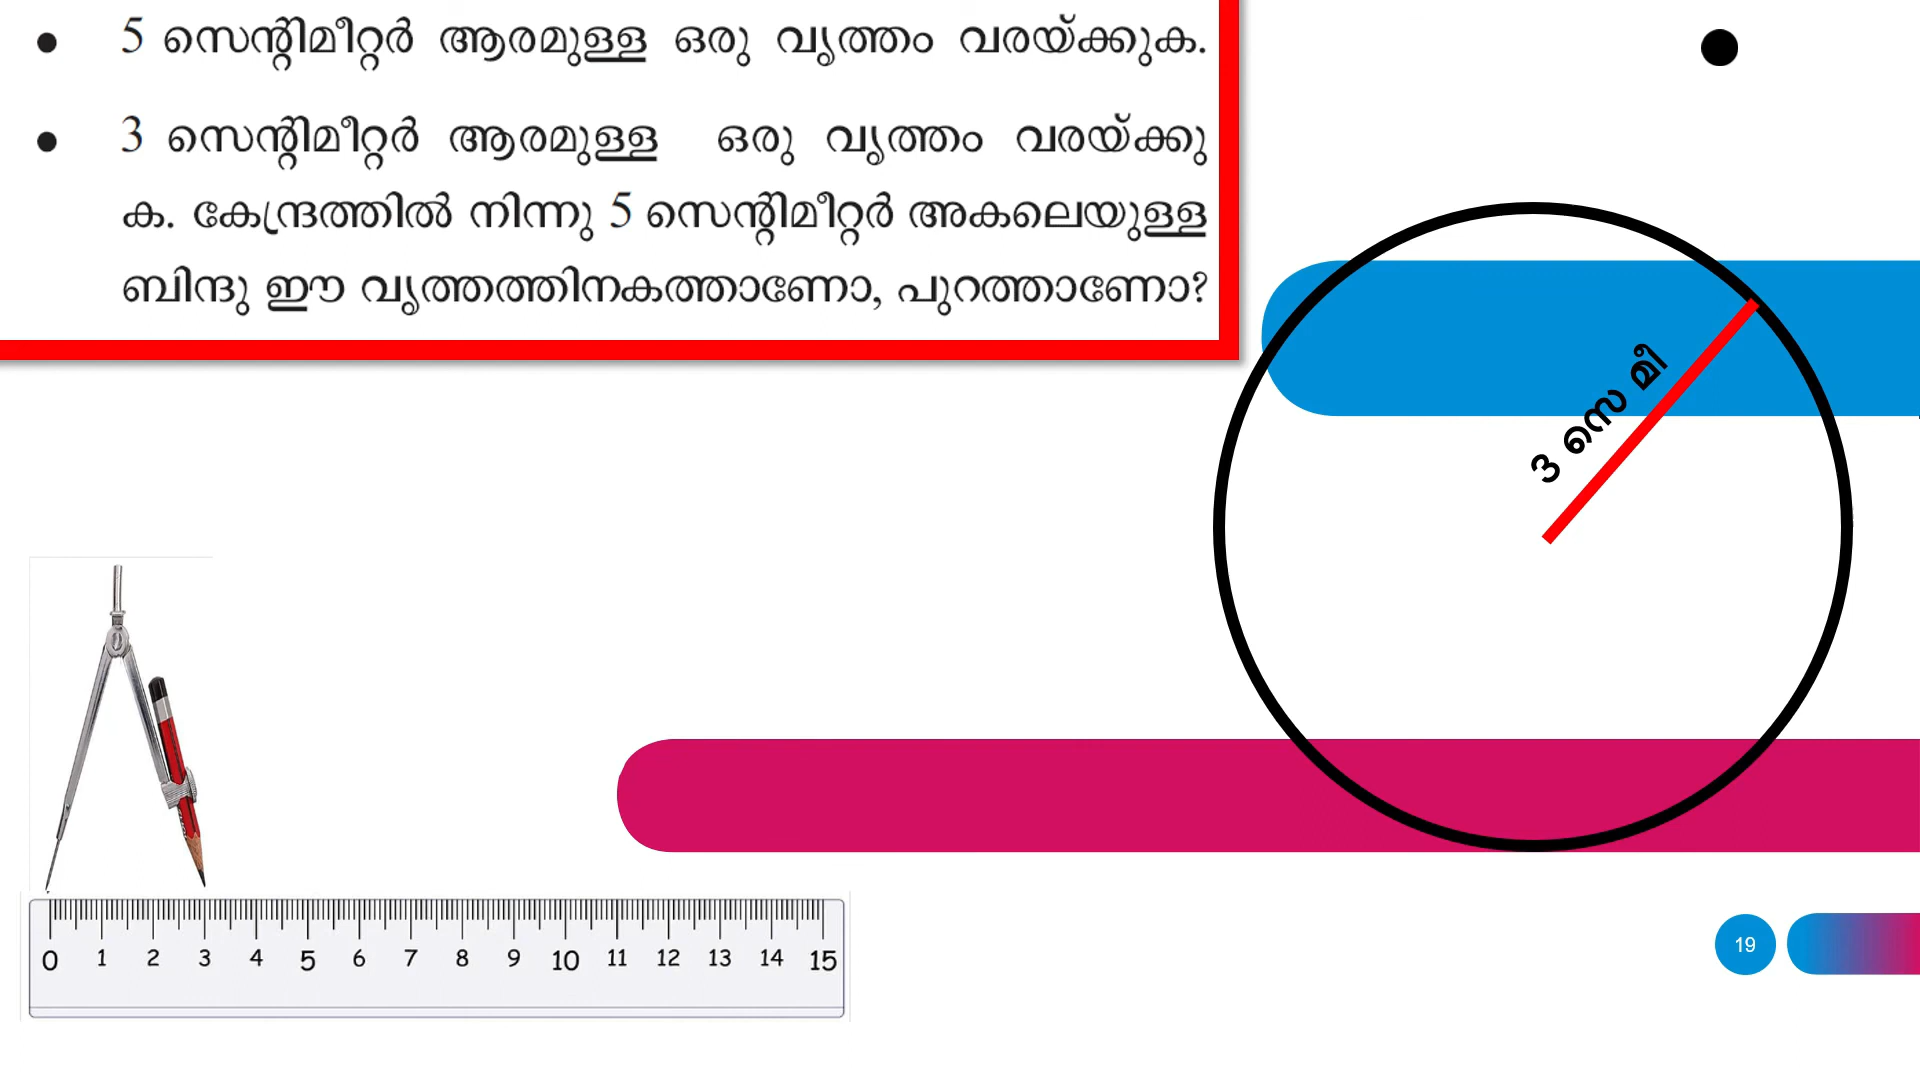 • 5 സെന്റിമീറ്റർ ആരമുള്ള ഒരു വൃത്തം വരയ്ക്കുക.
• 3 സെന്റിമീറ്റർ ആരമുള്ള ഒരു വൃത്തം വരയ്ക്കു
ക. കേന്ദ്രത്തിൽ നിന്നു 5 സെന്റിമീറ്റർ അകലെയുള്ള
ബിന്ദു ഈ വൃത്തത്തിനകത്താണോ, പുറത്താണോ?
3 സെ മീ
0 1 2 3 4 5 6 7 8 9 10 11 12 13 14 15
19